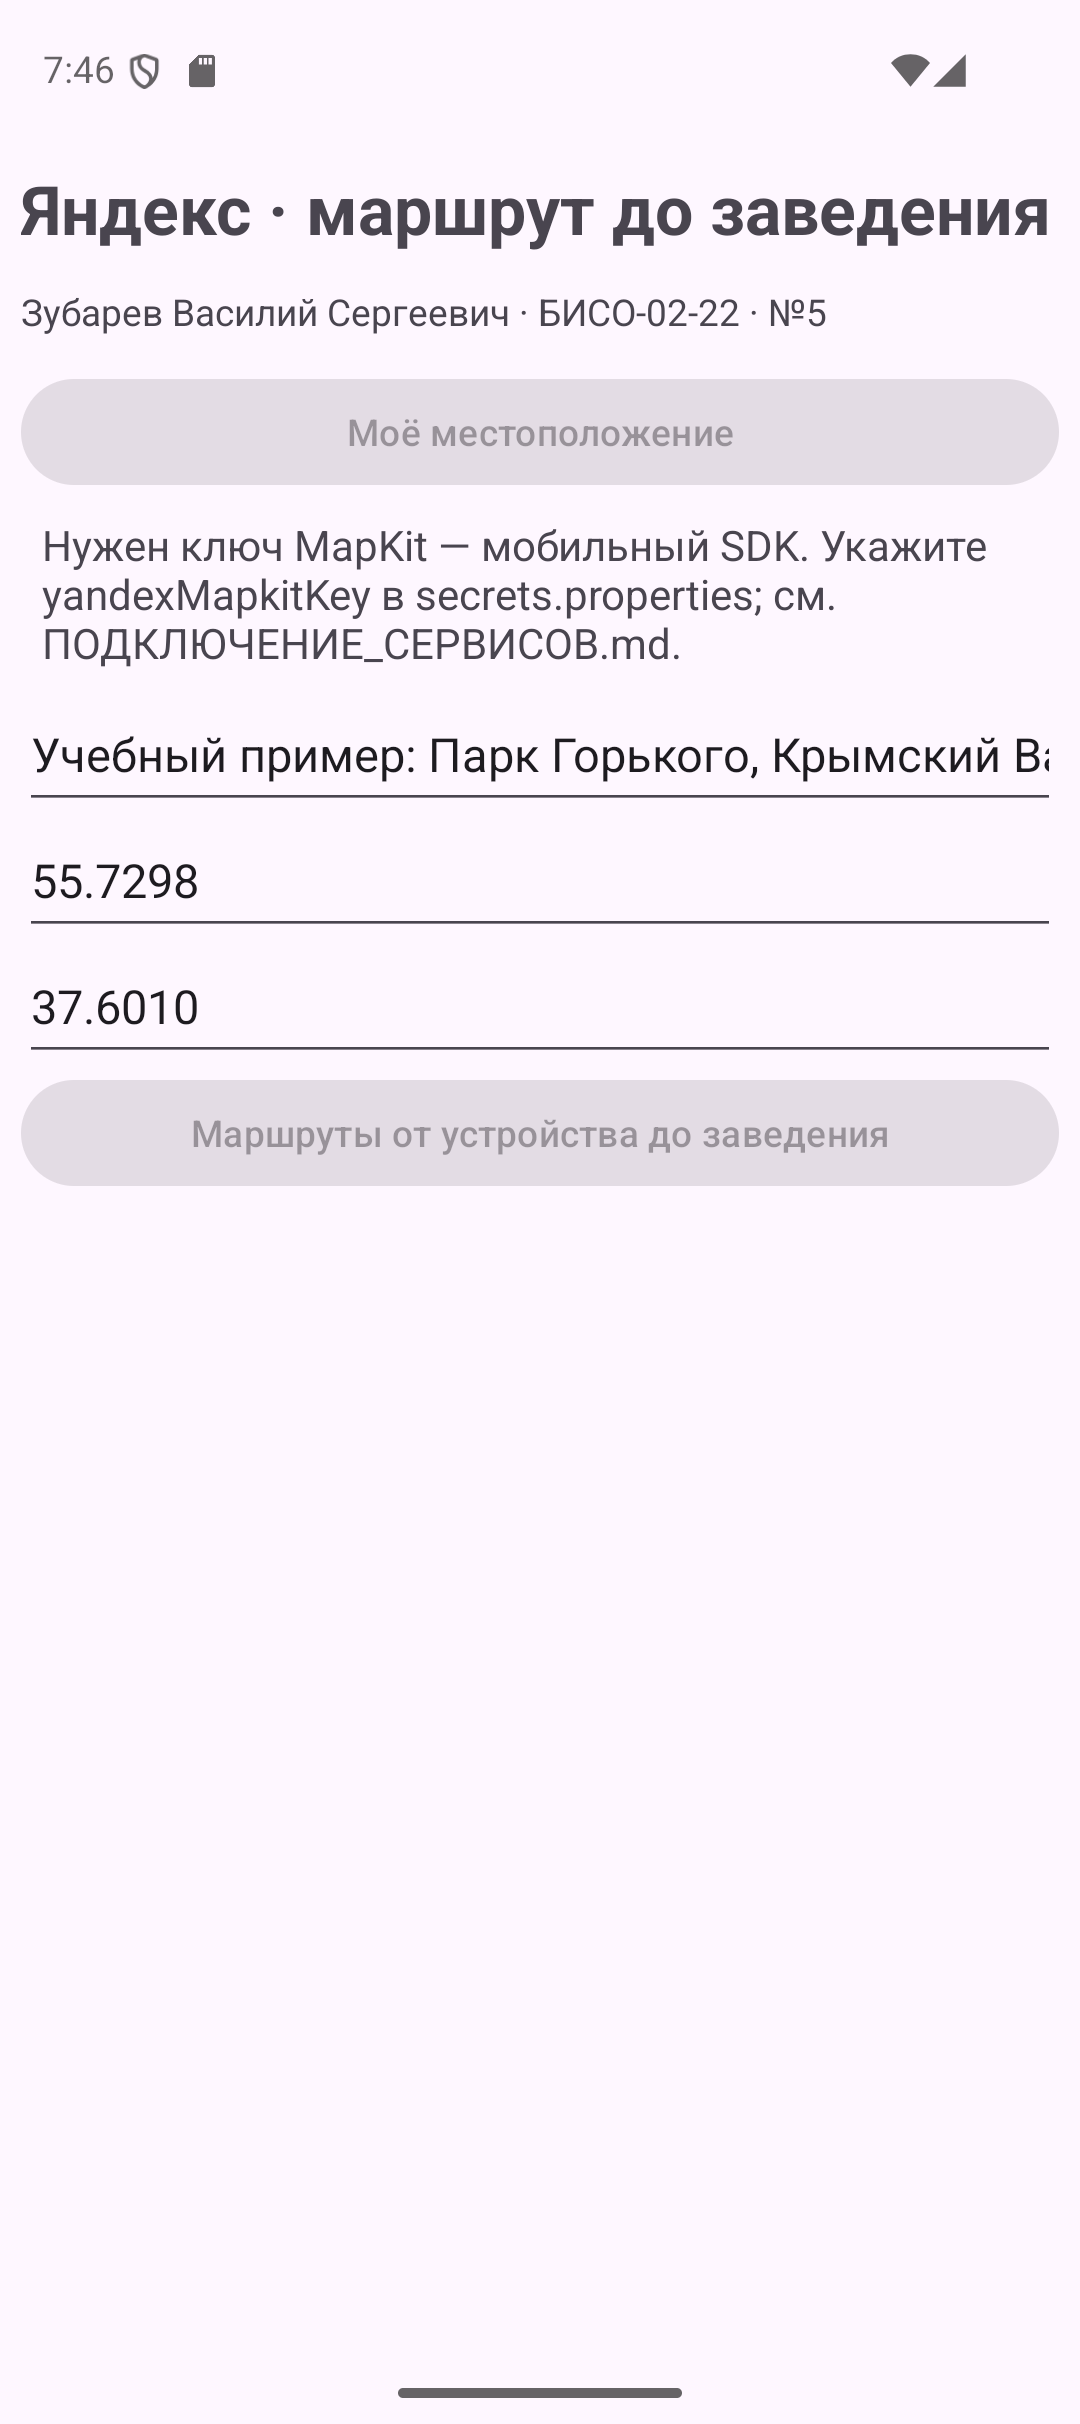 7:46
Яндекс · маршрут до заведения
Зубарев Василий Сергеевич · БИСО-02-22 · №5
Моё местоположение
Нужен ключ MapKit — мобильный SDK. Укажите
yandexMapkitKey в secrets.properties; см.
ПОДКЛЮЧЕНИЕ_СЕРВИСОВ.md.
Учебный пример: Парк Горького, Крымский
55.7298
37.6010
Маршруты от устройства до заведения